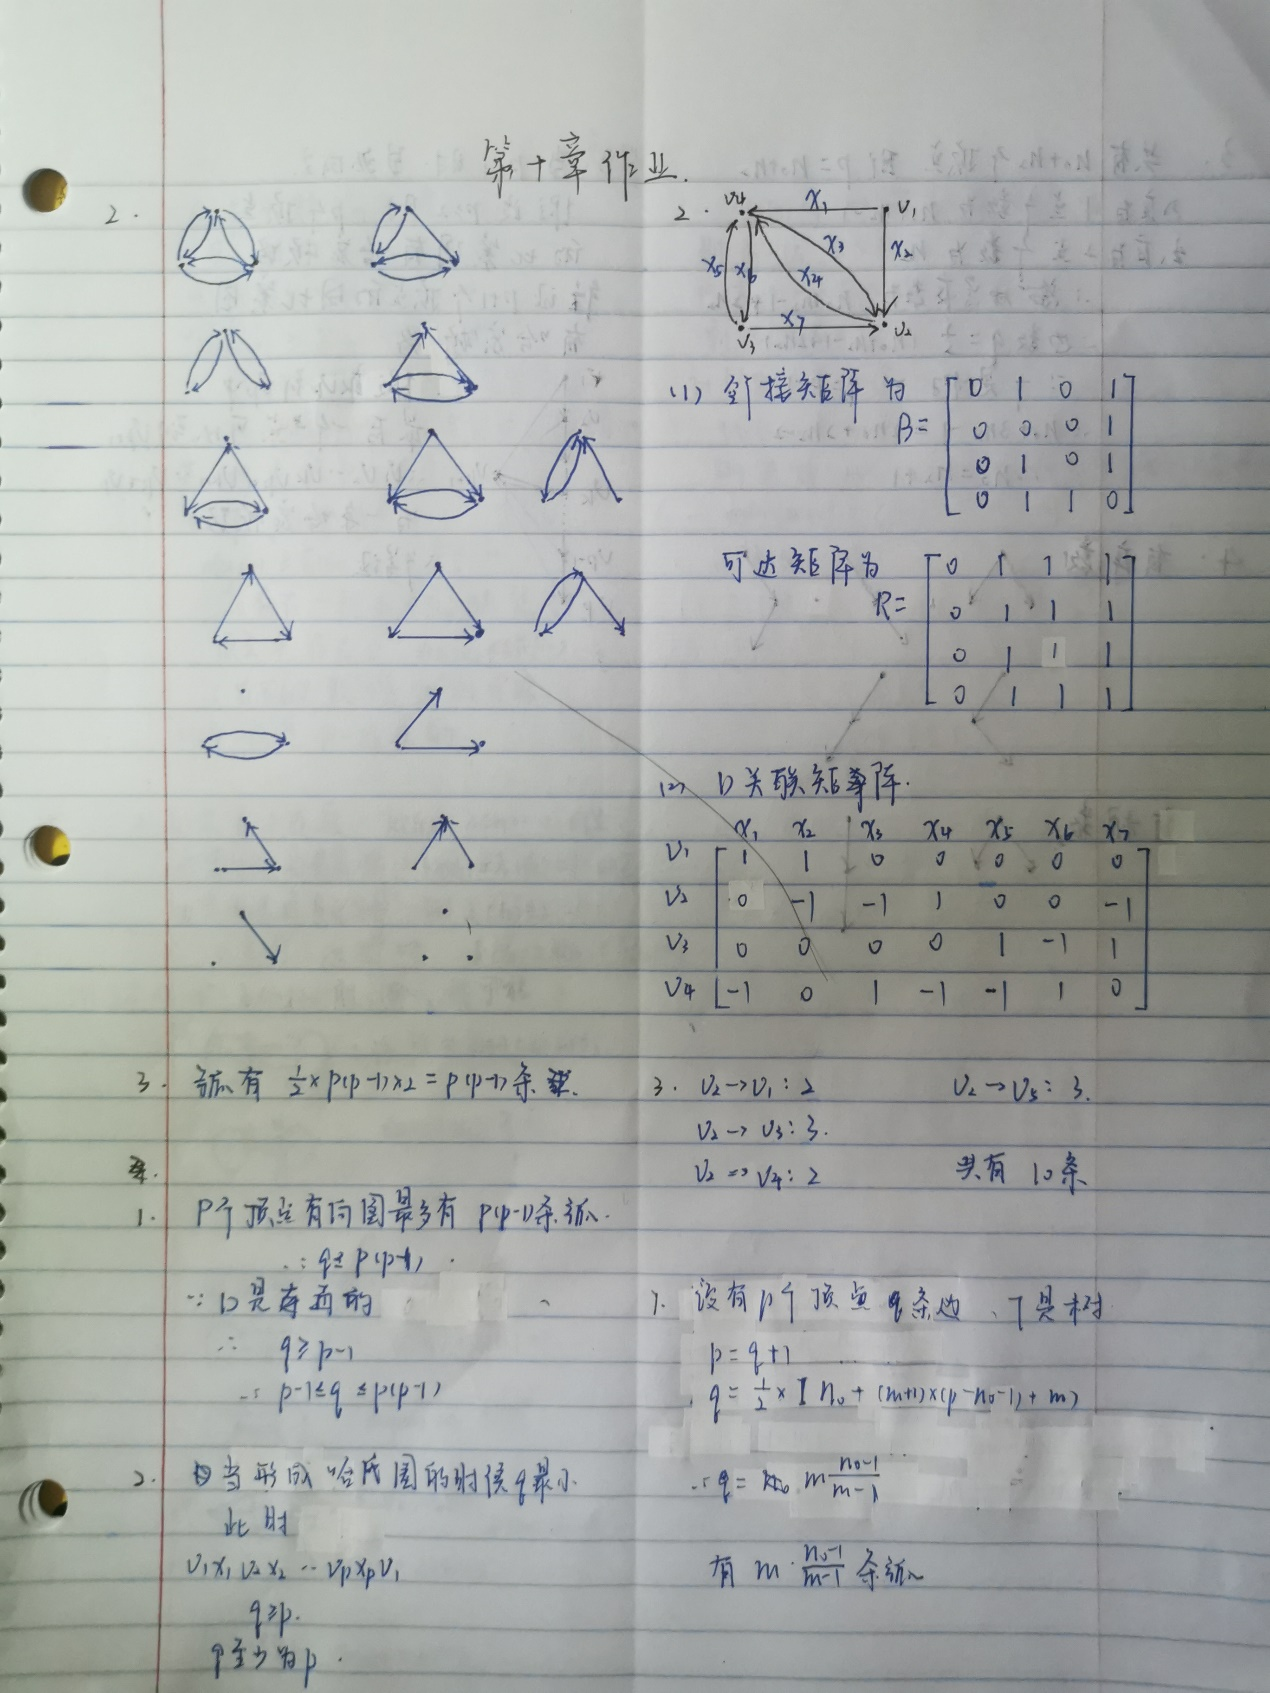 第十章作业.
2.
3. 弧有 ½×p(p-1)×2 = p(p-1)条
1. P个顶点有向图最多有 p(p-1)条弧.
∴ q≤p(p-1)
∵ D是连通的
∴ q≥p-1
∴ p-1≤q≤p(p-1)
2. 当形成哈氏图的时候q最小
此时
V₁x₁V₂x₂…VpxpV₁
q≥p.
q至少为p.
2. V4 x₁ V₁
x₅ x₆ x₃ x₄ x₂
V₃ x₇ V₂
(1) 邻接矩阵为
B=
0 1 0 1
0 0 0 1
0 1 0 1
0 1 1 0
可达矩阵为
R=
0 1 1 1
0 1 1 1
0 1 1 1
0 1 1 1
(2) D关联矩阵.
x₁ x₂ x₃ x₄ x₅ x₆ x₇
V₁ 1 1 0 0 0 0 0
V₂ 0 -1 -1 1 0 0 -1
V₃ 0 0 0 0 1 -1 1
V4 -1 0 1 -1 -1 1 0
3. V₂→V₁: 2 V₂→V₅: 3.
V₂→V₃: 3.
V₂→V₄: 2 共有 10条
7. 设有p个顶点 q条边、T是树
p=q+1
q= ½×[n₀+(m+1)×(p-n₀-1)+m)
∴q= m (n₀-1)/(m-1)
有 m·(n₀-1)/(m-1) 条弧